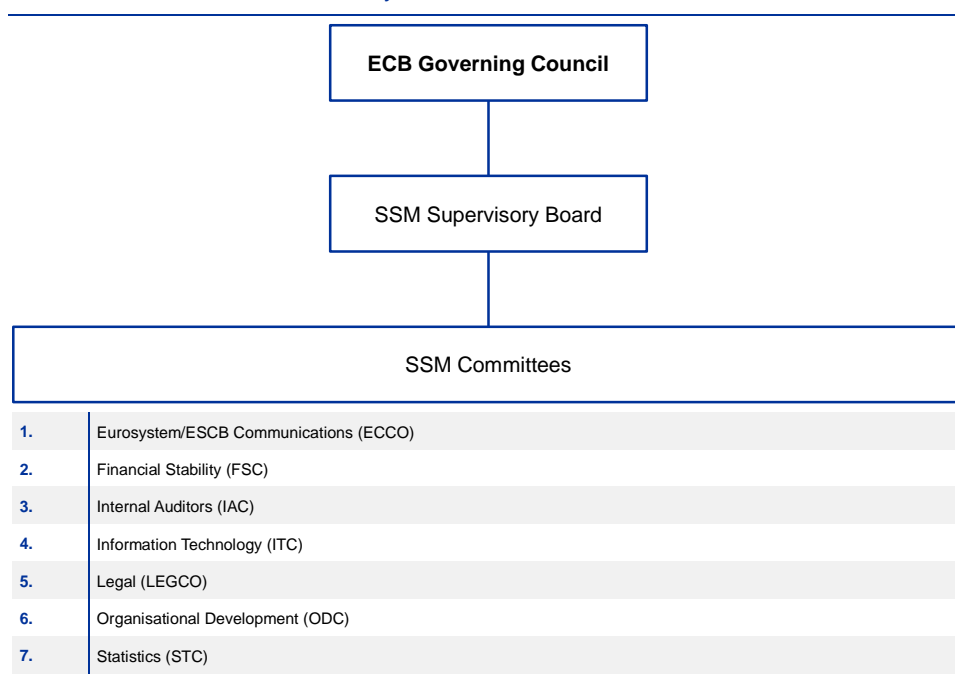 ECB Governing Council
SSM Supervisory Board
SSM Committees
1. Eurosystem/ESCB Communications (ECCO)
2. Financial Stability (FSC)
3. Internal Auditors (IAC)
4. Information Technology (ITC)
5. Legal (LEGCO)
6. Organisational Development (ODC)
7. Statistics (STC)